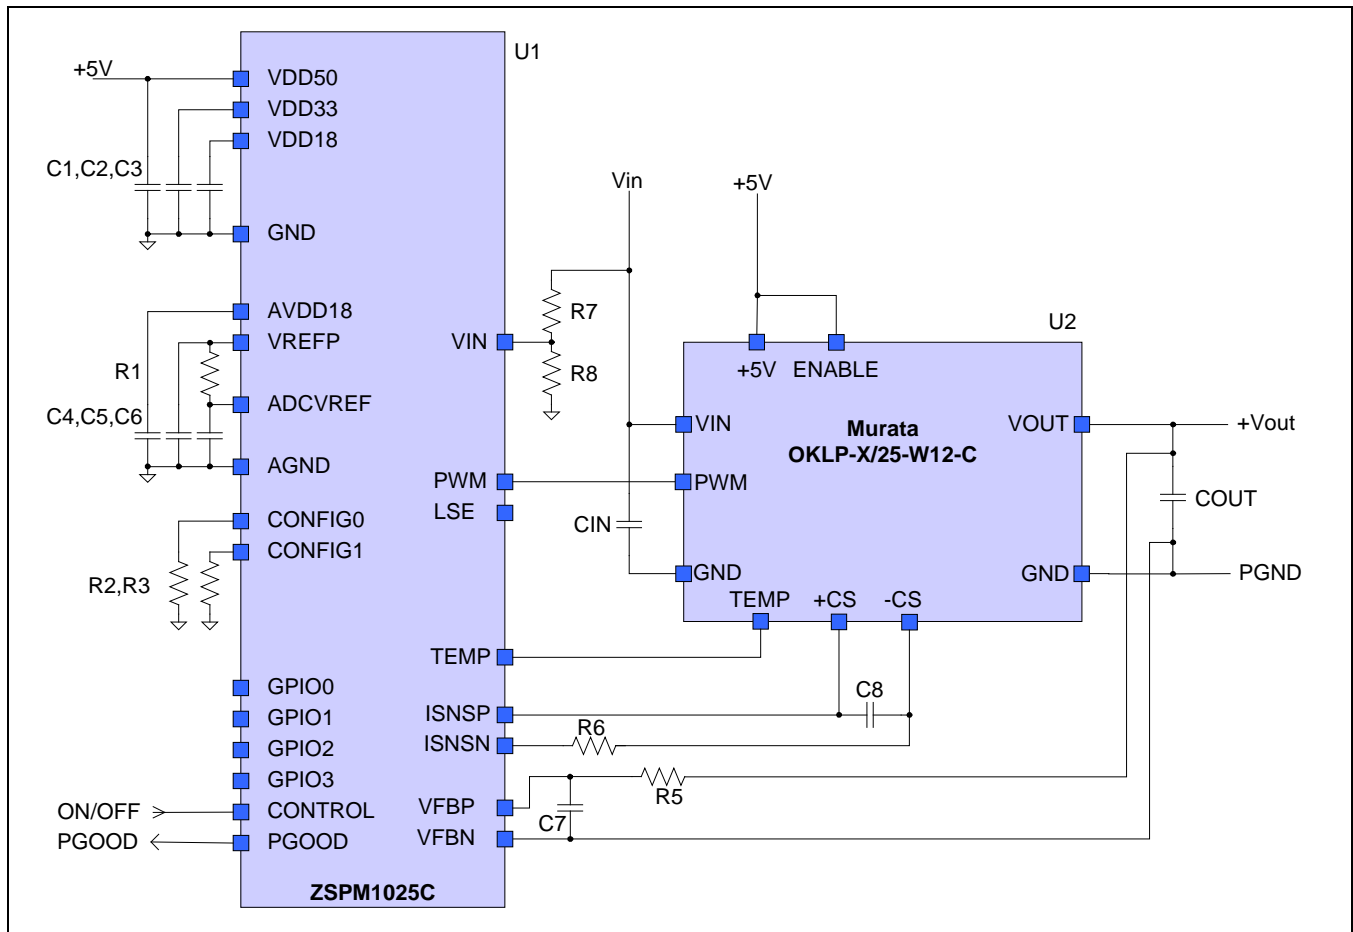 U1
+5V
VDD50
VDD33
VDD18
C1,C2,C3
GND
AVDD18
VREFP
R1
ADCVREF
C4,C5,C6
AGND
CONFIG0
CONFIG1
R2,R3
GPIO0
GPIO1
GPIO2
GPIO3
ON/OFF
CONTROL
PGOOD
PGOOD
VIN
PWM
LSE
TEMP
ISNSP
ISNSN
VFBP
VFBN
ZSPM1025C
Vin
+5V
R7
R8
CIN
U2
+5V
ENABLE
VIN
Murata
OKLP-X/25-W12-C
VOUT
+Vout
PWM
COUT
GND
GND
PGND
TEMP
+CS
-CS
C8
R6
R5
C7